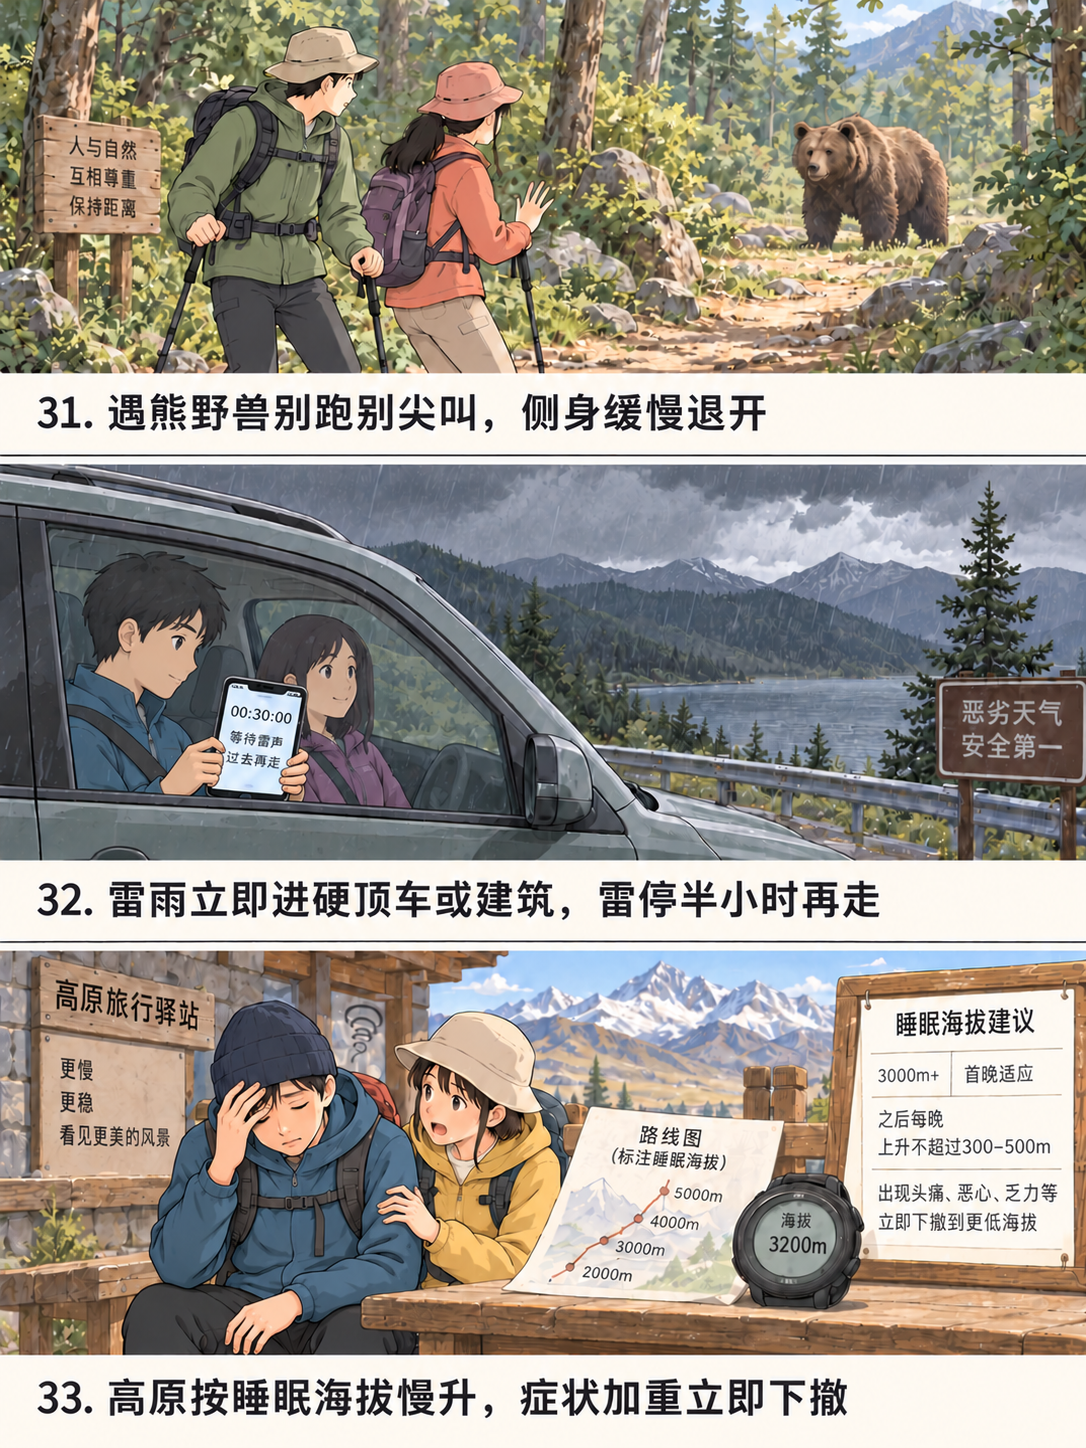 人与自然
互相尊重
保持距离
31. 遇熊野兽别跑别尖叫，侧身缓慢退开
00:30:00
等待雷声
过去再走
恶劣天气
安全第一
32. 雷雨立即进硬顶车或建筑，雷停半小时再走
高原旅行驿站
更慢
更稳
看见更美的风景
路线图
(标注睡眠海拔)
5000m
4000m
3000m
2000m
海拔
3200m
睡眠海拔建议
3000m+ 首晚适应
之后每晚
上升不超过300-500m
出现头痛、恶心、乏力等
立即下撤到更低海拔
33. 高原按睡眠海拔慢升，症状加重立即下撤